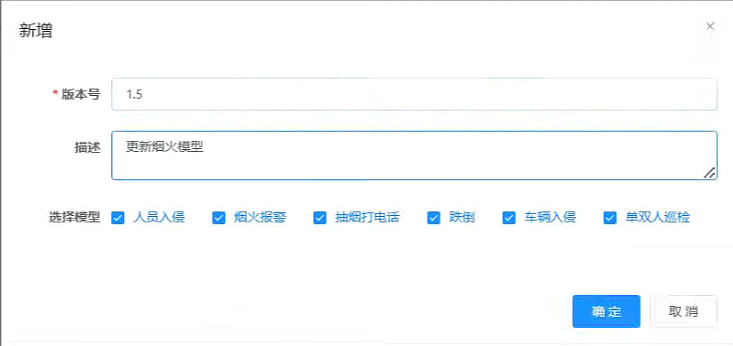 新增
* 版本号 1.5
描述 更新烟火模型
选择模型 人员入侵 烟火报警 抽烟打电话 跌倒 车辆入侵 单双人巡检
确定 取消